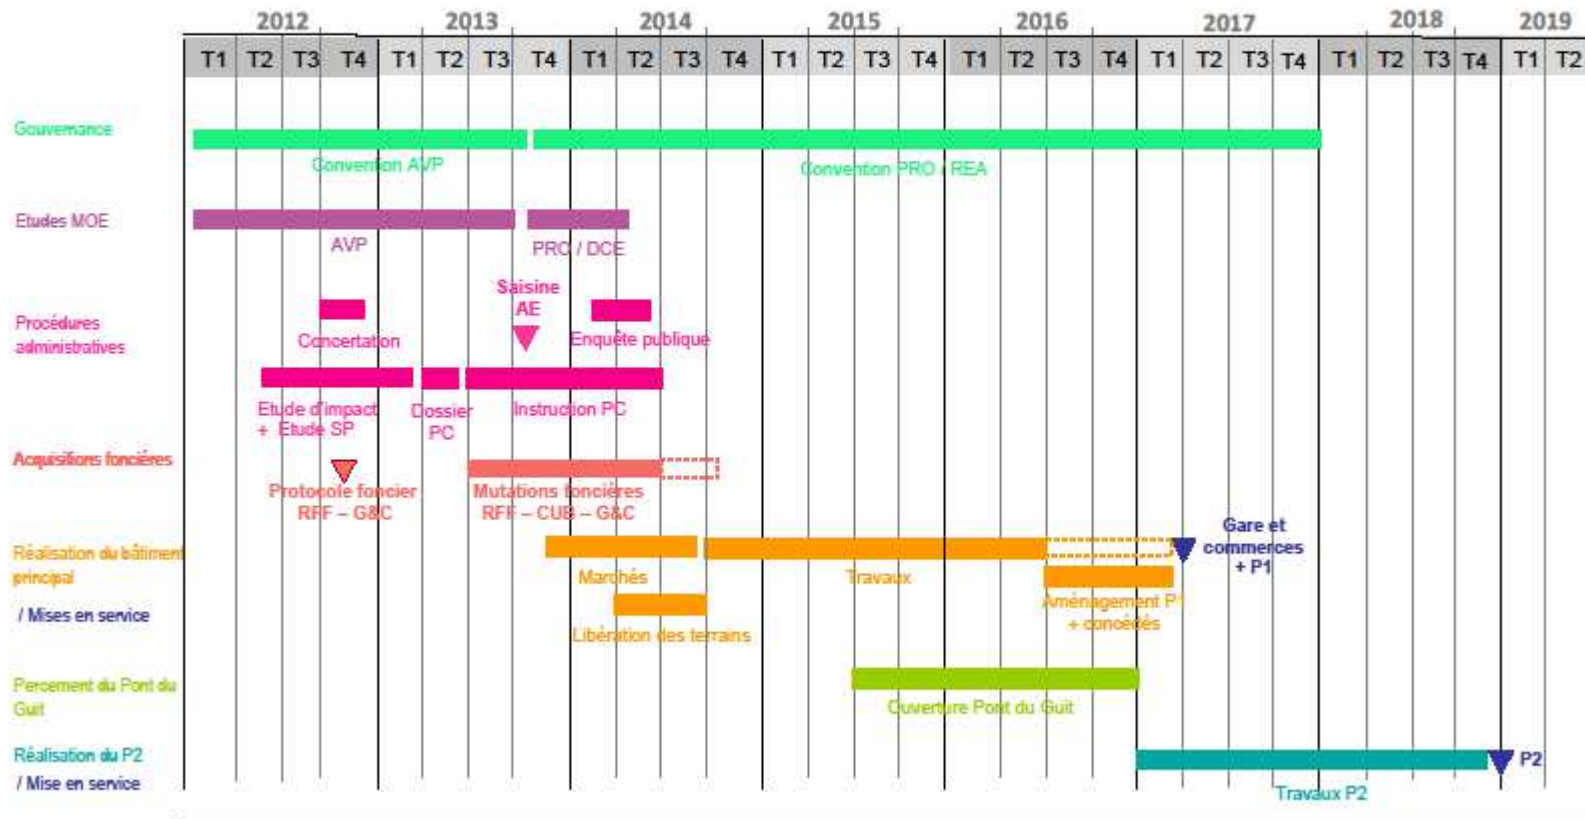 2012 2013 2014 2015 2016 2017 2018 2019
T1 T2 T3 T4 T1 T2 T3 T4 T1 T2 T3 T4 T1 T2 T3 T4 T1 T2 T3 T4 T1 T2 T3 T4 T1 T2 T3 T4 T1 T2
Gouvernance
Convention AVP
Convention PRO / REA
Etudes MOE
AVP
PRO / DCE
Procédures
administratives
Concertation
Saisine
AE
Enquête publique
Etude d'impact
+ Etude SP
Dossier
PC
Instruction PC
Acquisitions foncières
Protocole foncier
RFF – G&C
Mutations foncières
RFF – CUB – G&C
Réalisation du bâtiment
principal
/ Mises en service
Marchés
Travaux
Gare et
commerces
+ P1
Libération des terrains
Aménagement P1
+ concédés
Percement du Pont du
Guit
Ouverture Pont du Guit
Réalisation du P2
/ Mise en service
P2
Travaux P2